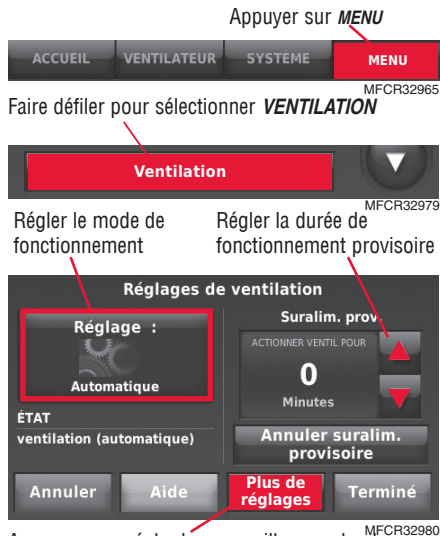 Appuyer sur MENU
ACCUEIL
VENTILATEUR
SYSTÈME
MENU
MFCR32965
Faire défiler pour sélectionner VENTILATION
Ventilation
MFCR32979
Régler le mode de
fonctionnement
Régler la durée de
fonctionnement provisoire
Réglages de ventilation
Réglage :
Automatique
ÉTAT
ventilation (automatique)
Suralim. prov.
ACTIONNER VENTIL POUR
0
Minutes
Annuler suralim.
provisoire
Annuler
Aide
Plus de
réglages
Terminé
MFCR32980